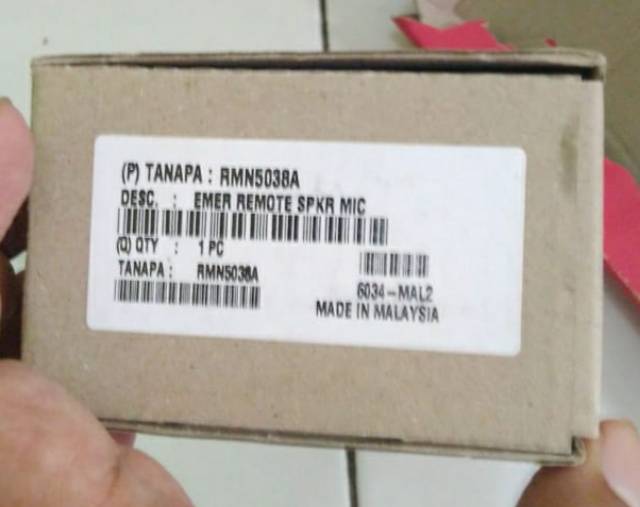 (P) TANAPA : RMN5038A
DESC. : EMER REMOTE SPKR MIC
(Q) QTY : 1 PC
TANAPA : RMN5038A
6034-MAL2
MADE IN MALAYSIA